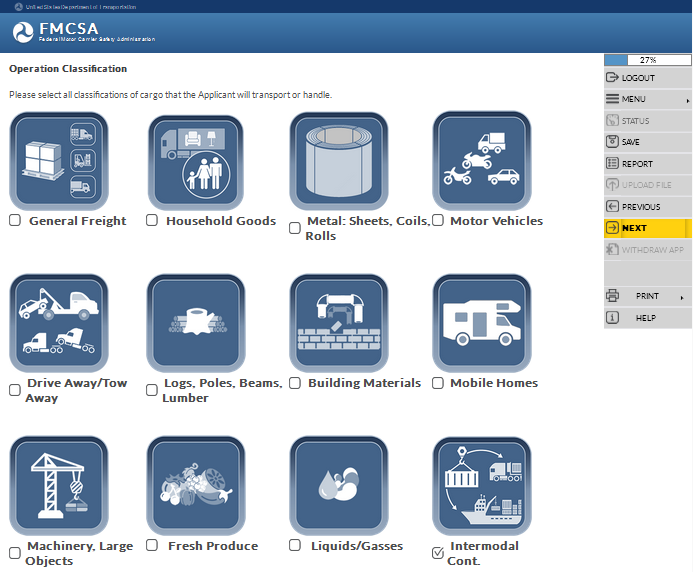 United States Department of Transportation
FMCSA
Federal Motor Carrier Safety Administration
27%
Operation Classification
LOGOUT
Please select all classifications of cargo that the Applicant will transport or handle.
MENU
STATUS
SAVE
REPORT
UPLOAD FILE
PREVIOUS
General Freight
Household Goods
Metal: Sheets, Coils,
Rolls
Motor Vehicles
NEXT
WITHDRAW APP
PRINT
HELP
Drive Away/Tow
Away
Logs, Poles, Beams,
Lumber
Building Materials
Mobile Homes
Machinery, Large
Objects
Fresh Produce
Liquids/Gasses
Intermodal
Cont.